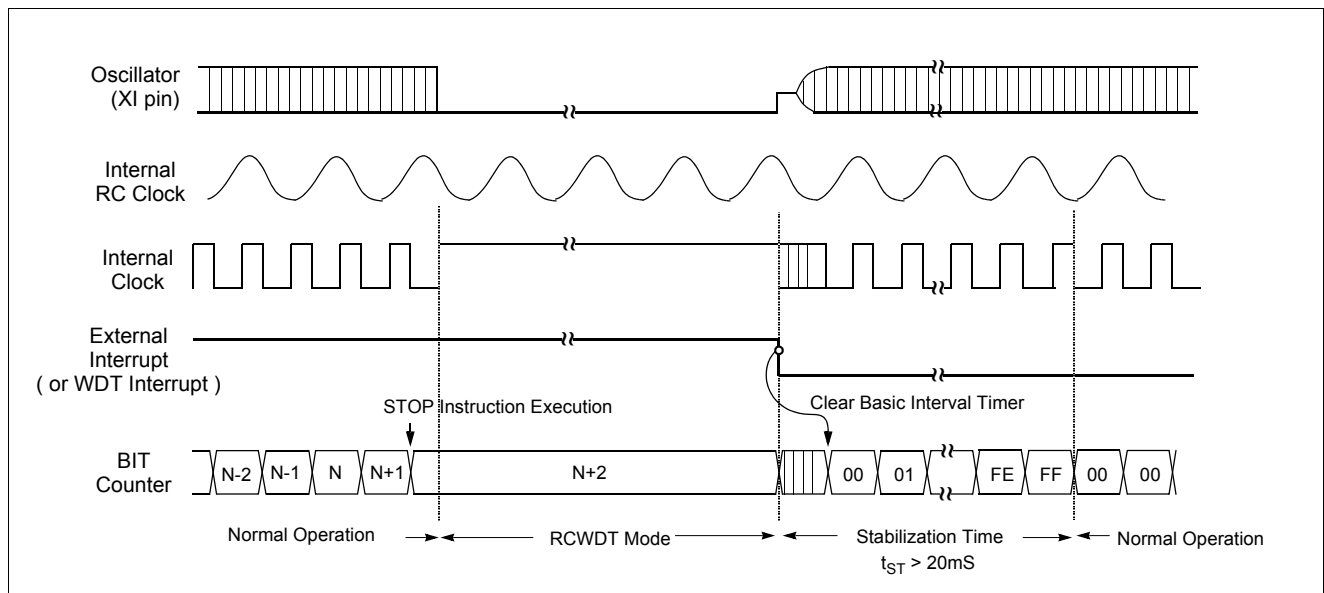 Oscillator
(XI pin)
Internal
RC Clock
Internal
Clock
External
Interrupt
( or WDT Interrupt )
STOP Instruction Execution
Clear Basic Interval Timer
BIT
Counter
N-2 N-1 N N+1 N+2 00 01 FE FF 00 00
Normal Operation RCWDT Mode Stabilization Time Normal Operation
tST > 20mS